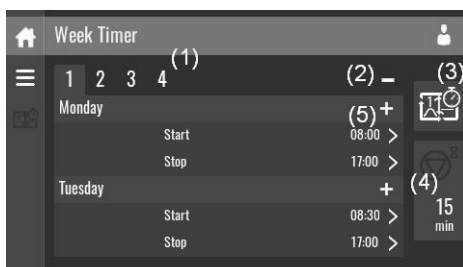 Week Timer
1 2 3 4 (1) (2) − (3)
Monday (5) +
Start 08:00 >
Stop 17:00 >
Tuesday + (4)
Start 08:30 >
Stop 17:00 >
15
min